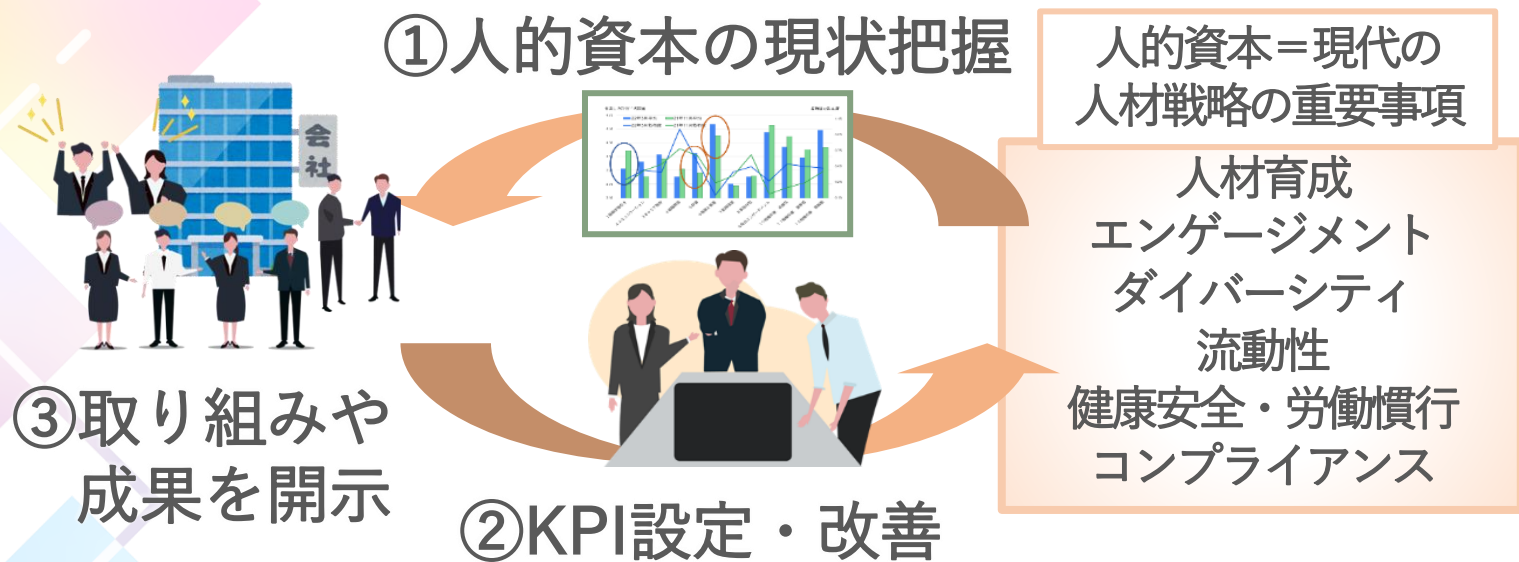 ①人的資本の現状把握
人的資本＝現代の
人材戦略の重要事項
人材育成
エンゲージメント
ダイバーシティ
流動性
健康安全・労働慣行
コンプライアンス
会
社
③取り組みや
成果を開示
②KPI設定・改善